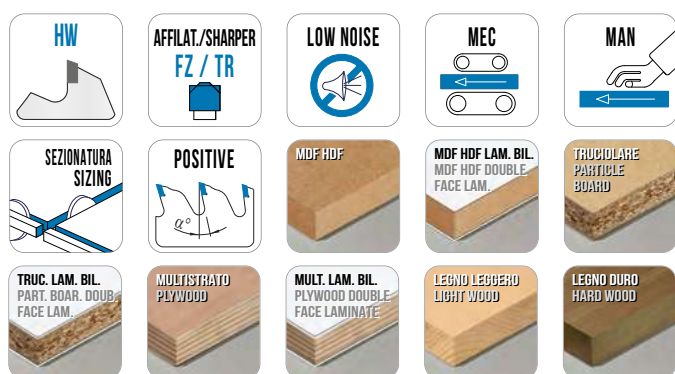 HW
AFFILAT./SHARPER
FZ / TR
LOW NOISE
MEC
MAN
SEZIONATURA
SIZING
POSITIVE
α°
MDF HDF
MDF HDF LAM. BIL.
MDF HDF DOUBLE
FACE LAM.
TRUCIOLARE
PARTICLE
BOARD
TRUC. LAM. BIL.
PART. BOAR. DOUB.
FACE LAM.
MULTISTRATO
PLYWOOD
MULT. LAM. BIL.
PLYWOOD DOUBLE
FACE LAMINATE
LEGNO LEGGERO
LIGHT WOOD
LEGNO DURO
HARD WOOD